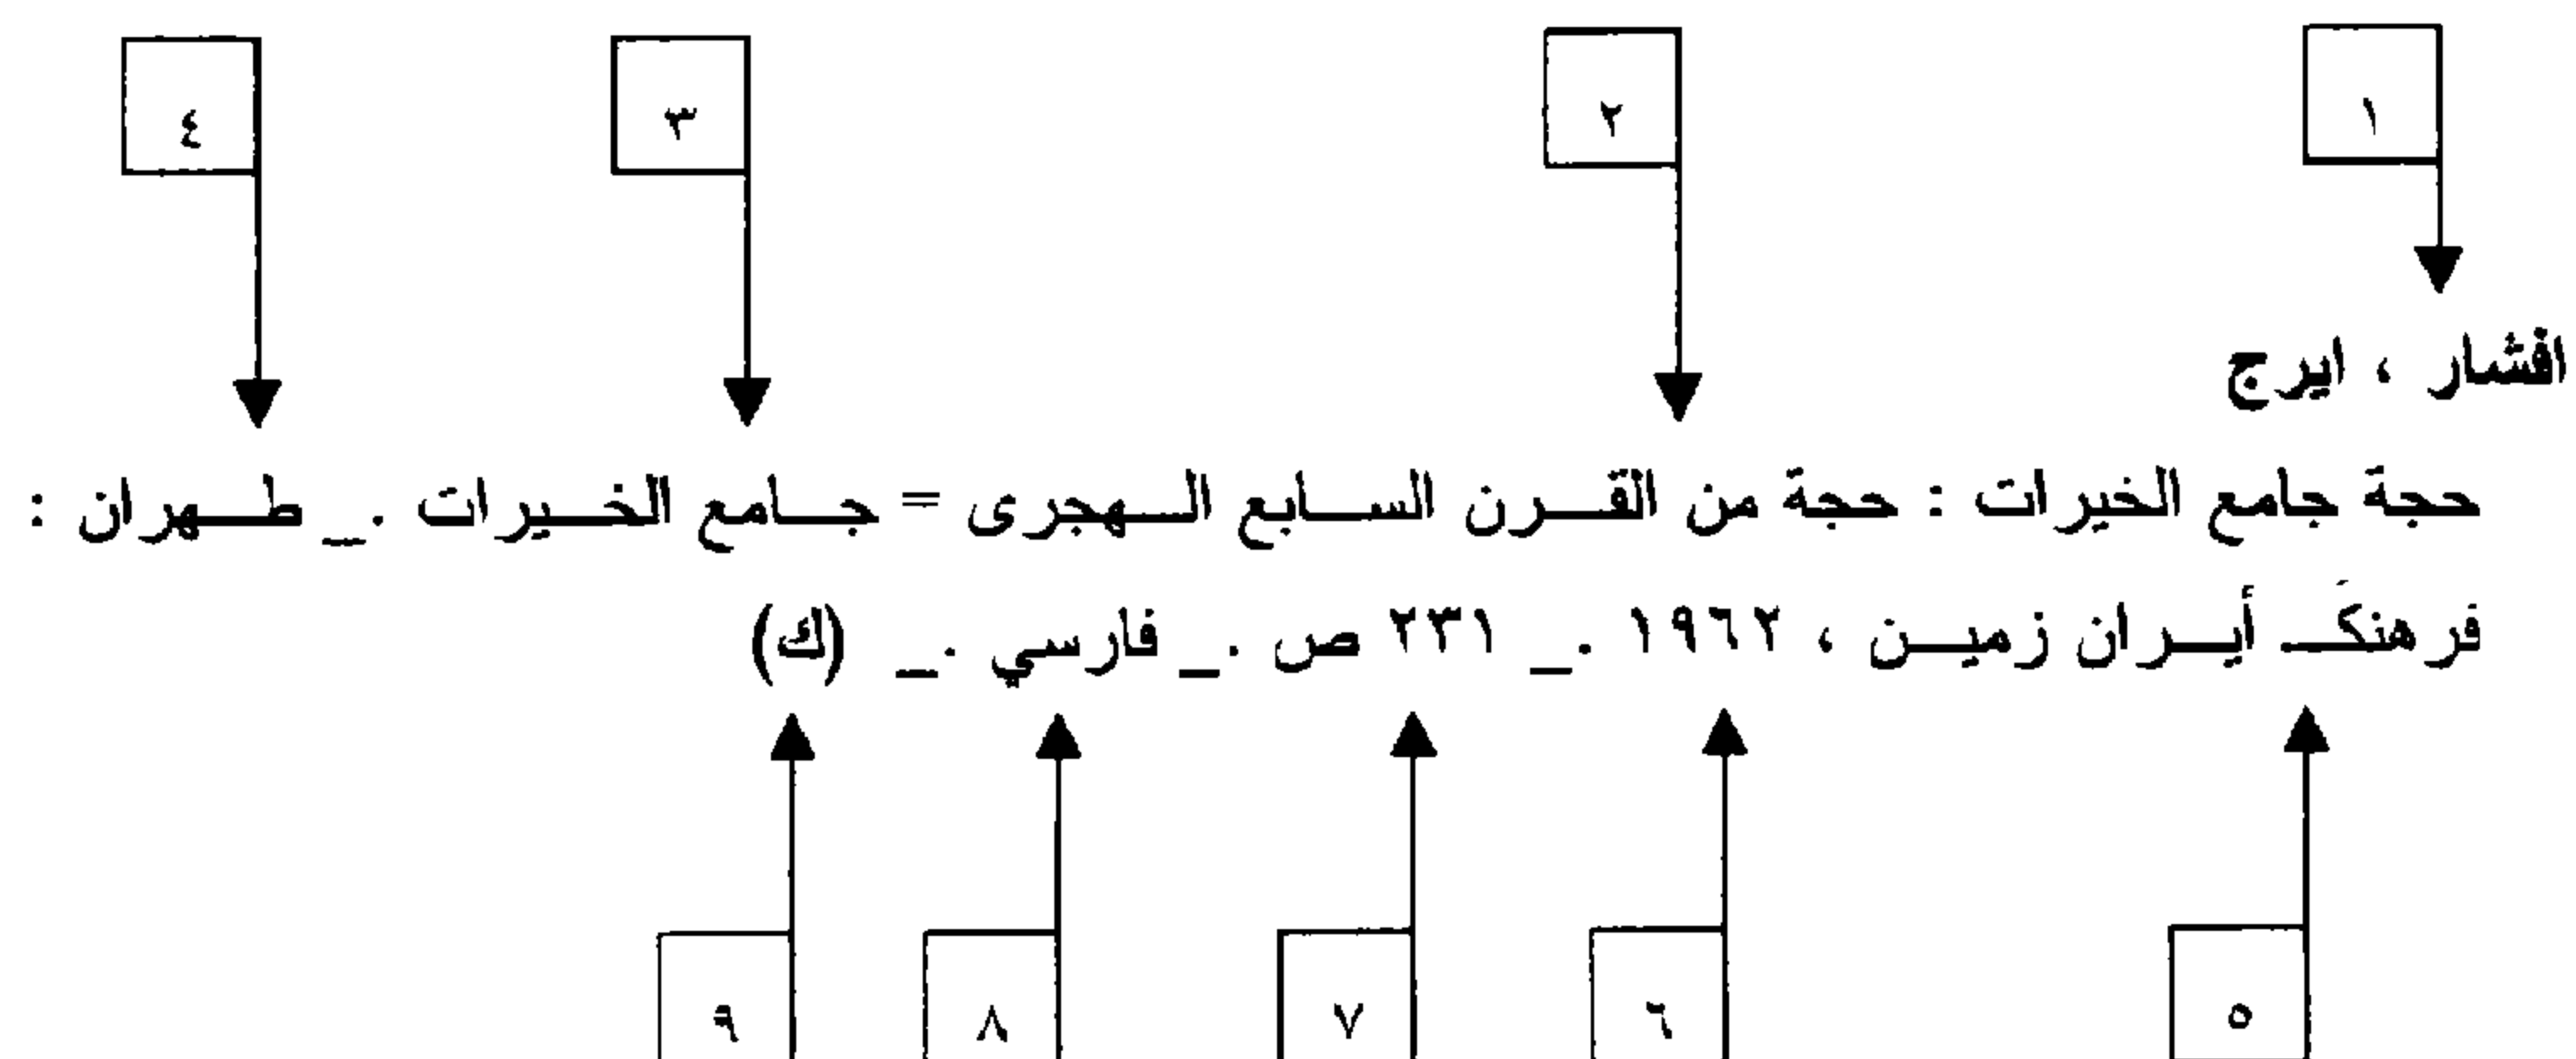 ١ ٢ ٣ ٤
افشار ، ايرج
حجة جامع الخيرات : حجة من القرن السابع الهجرى = جامع الخيرات ._ طهران :
فرهنكَ أيران زمين ، ١٩٦٢ ._ ٢٣١ ص ._ فارسي ._ (ك)
٥ ٦ ٧ ٨ ٩